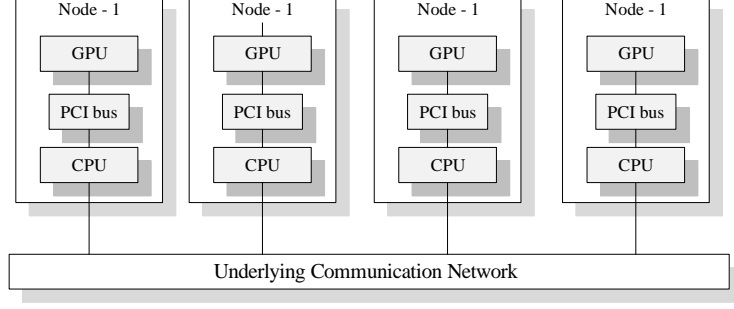 Node - 1 Node - 1 Node - 1 Node - 1
GPU GPU GPU GPU
PCI bus PCI bus PCI bus PCI bus
CPU CPU CPU CPU
Underlying Communication Network